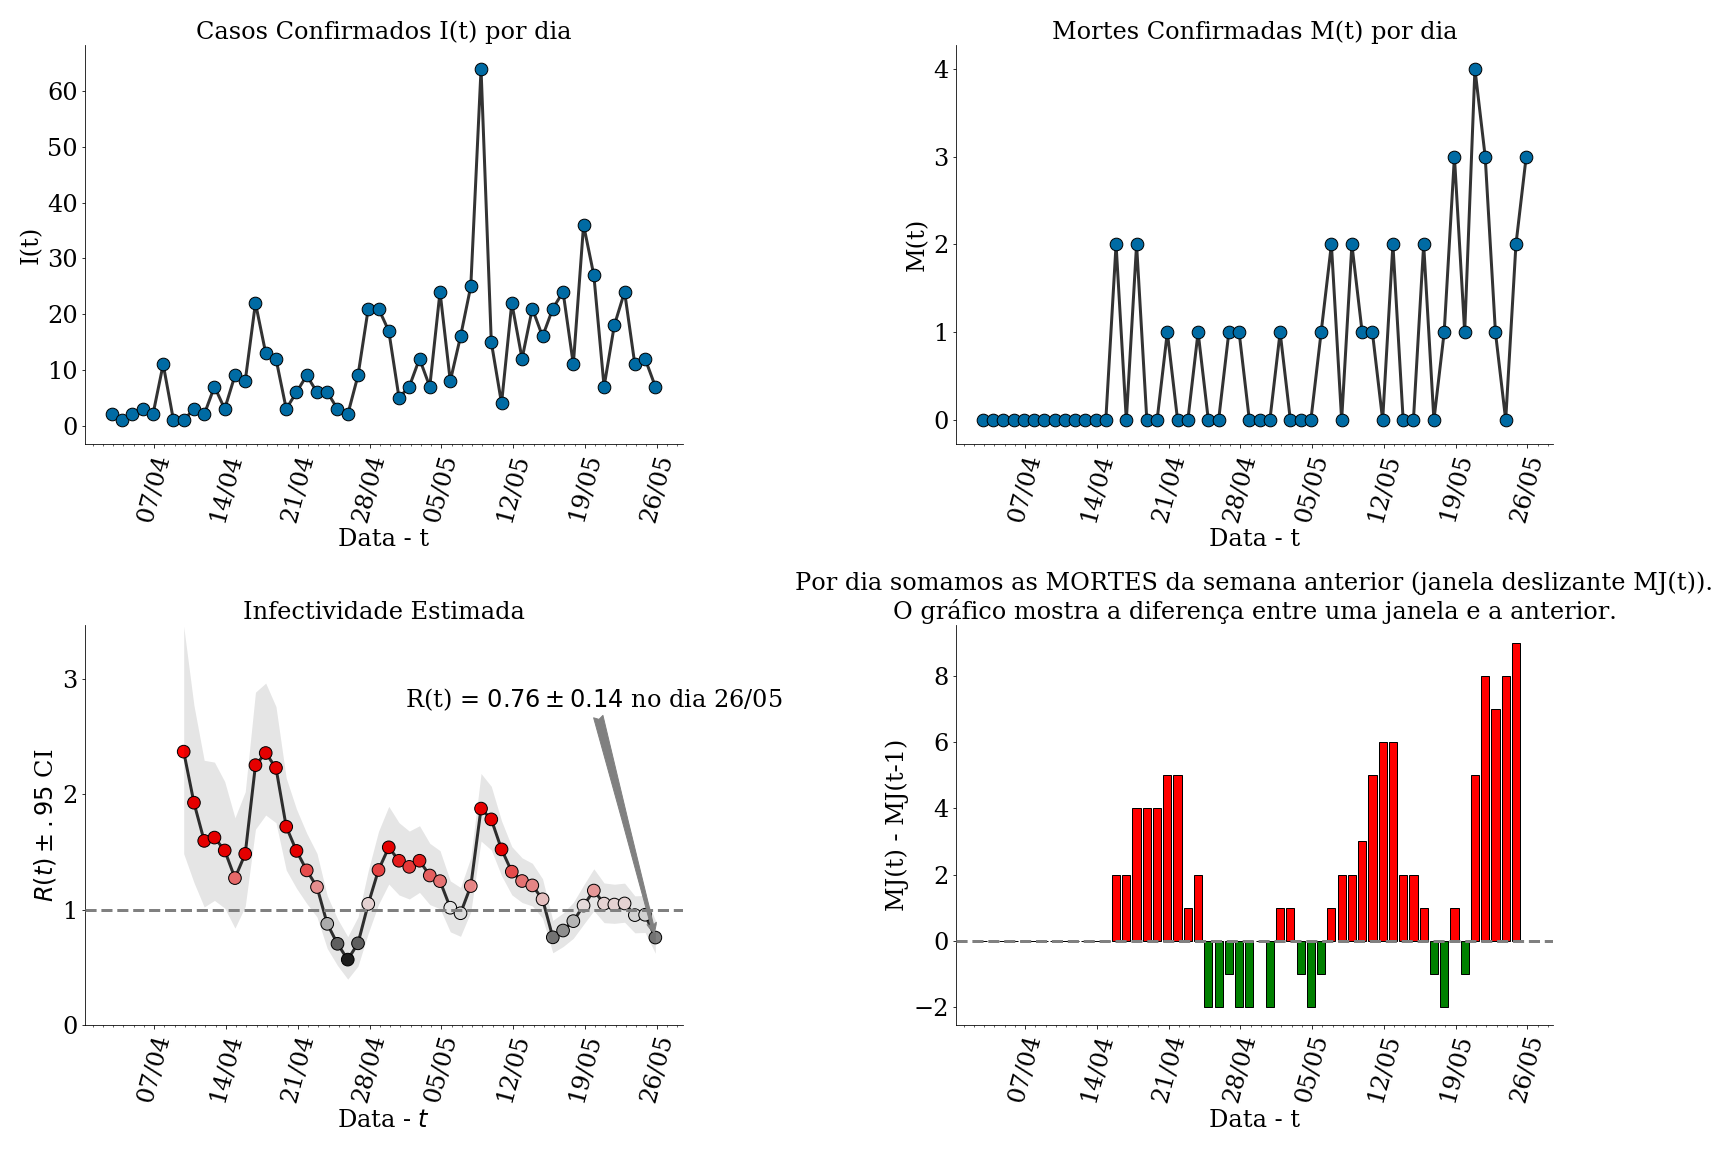 Casos Confirmados I(t) por dia
I(t)
60
50
40
30
20
10
0
07/04 14/04 21/04 28/04 05/05 12/05 19/05 26/05
Data - t
Mortes Confirmadas M(t) por dia
M(t)
4
3
2
1
0
07/04 14/04 21/04 28/04 05/05 12/05 19/05 26/05
Data - t
Infectividade Estimada
R(t) ± .95 CI
3
2
1
0
R(t) = 0.76 ± 0.14 no dia 26/05
07/04 14/04 21/04 28/04 05/05 12/05 19/05 26/05
Data - t
Por dia somamos as MORTES da semana anterior (janela deslizante MJ(t)).
O gráfico mostra a diferença entre uma janela e a anterior.
MJ(t) - MJ(t-1)
8
6
4
2
0
−2
07/04 14/04 21/04 28/04 05/05 12/05 19/05 26/05
Data - t